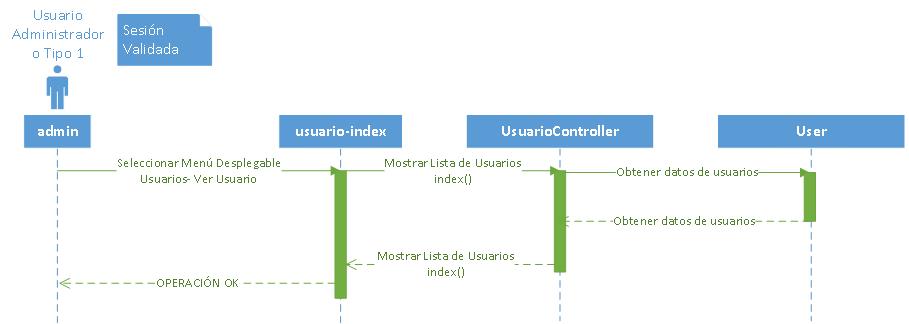 Usuario
Administrador
o Tipo 1
Sesión
Validada
admin
usuario-index
UsuarioController
User
Seleccionar Menú Desplegable
Usuarios- Ver Usuario
Mostrar Lista de Usuarios
index()
Obtener datos de usuarios
Obtener datos de usuarios
Mostrar Lista de Usuarios
index()
OPERACIÓN OK